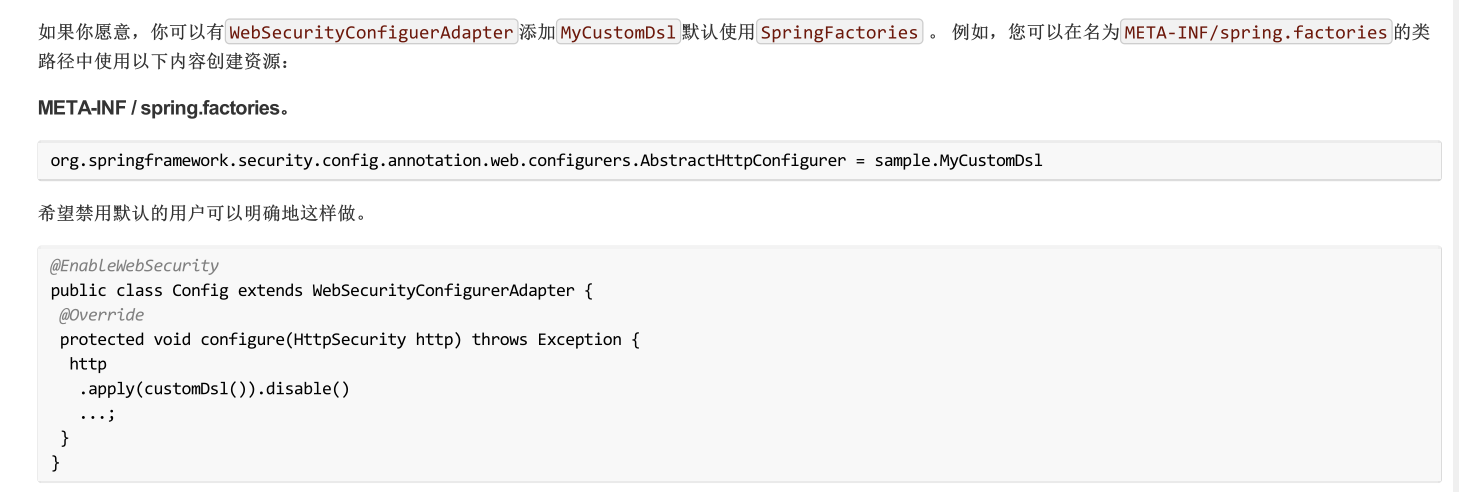 如果你愿意，你可以有WebSecurityConfiguerAdapter添加MyCustomDsl默认使用SpringFactories 。 例如，您可以在名为META-INF/spring.factories的类
路径中使用以下内容创建资源：
META-INF / spring.factories。
org.springframework.security.config.annotation.web.configurers.AbstractHttpConfigurer = sample.MyCustomDsl
希望禁用默认的用户可以明确地这样做。
@EnableWebSecurity
public class Config extends WebSecurityConfigurerAdapter {
 @Override
 protected void configure(HttpSecurity http) throws Exception {
  http
   .apply(customDsl()).disable()
   ...;
 }
}